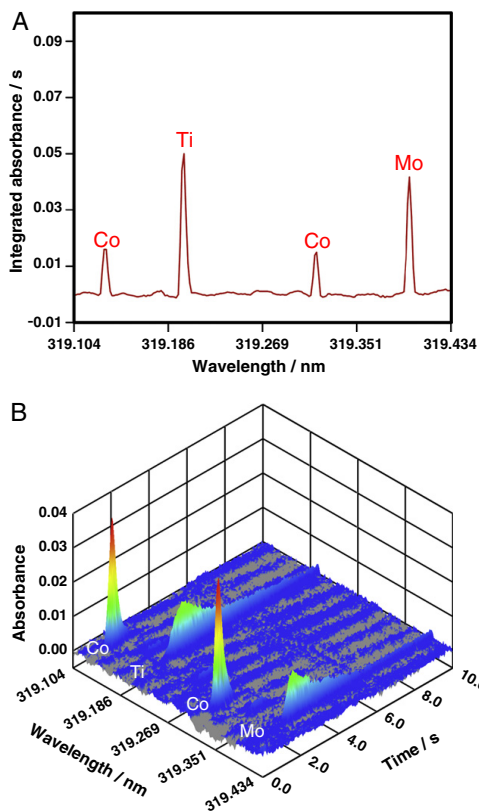 A
0.09
0.07
0.05
0.03
0.01
-0.01
Integrated absorbance / s
Co
Ti
Co
Mo
319.104 319.186 319.269 319.351 319.434
Wavelength / nm
B
0.04
0.03
0.02
0.01
0.00
Absorbance
Co
Ti
Co
Mo
319.104
319.186
319.269
319.351
319.434
Wavelength / nm
0.0
2.0
4.0
6.0
8.0
10.0
Time / s